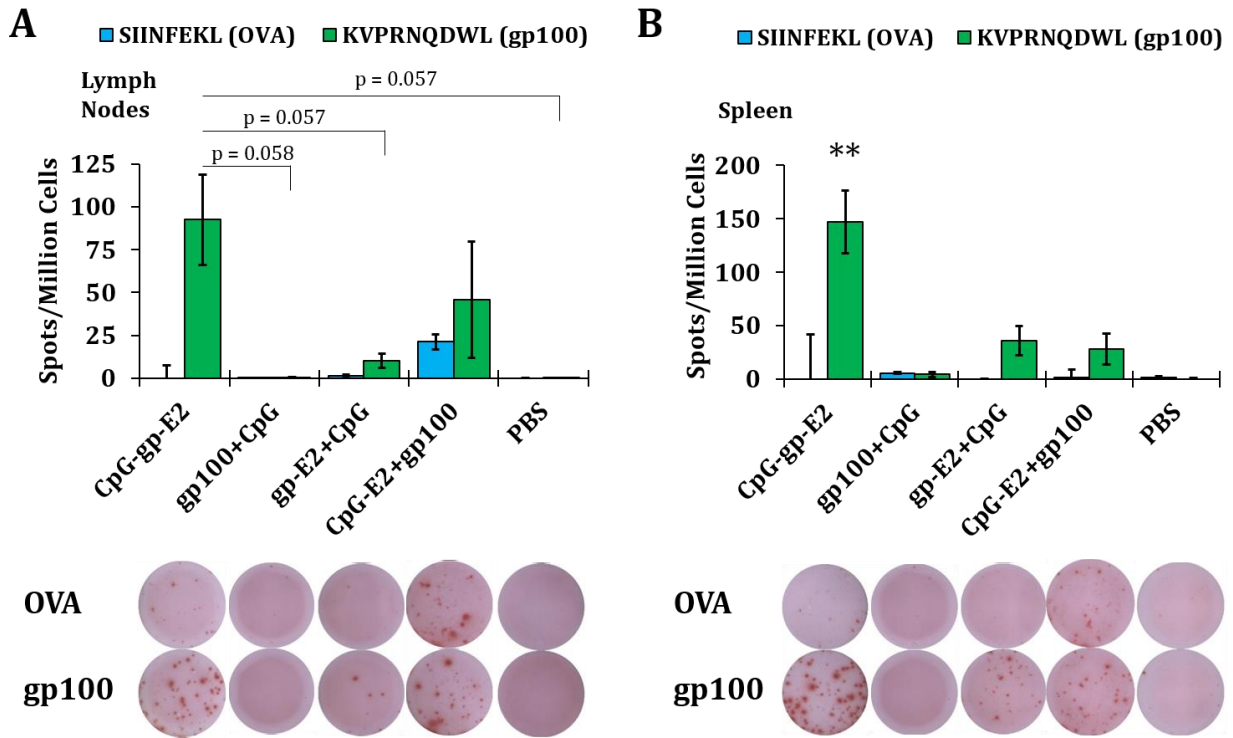 A
SIINFEKL (OVA) KVPRNQDWL (gp100)
Lymph
Nodes
p = 0.057
p = 0.057
p = 0.058
Spots/Million Cells
125
100
75
50
25
0
CpG-gp-E2
gp100+CpG
gp-E2+CpG
CpG-E2+gp100
PBS
OVA
gp100
B
SIINFEKL (OVA) KVPRNQDWL (gp100)
Spleen
**
Spots/Million Cells
200
150
100
50
0
CpG-gp-E2
gp100+CpG
gp-E2+CpG
CpG-E2+gp100
PBS
OVA
gp100